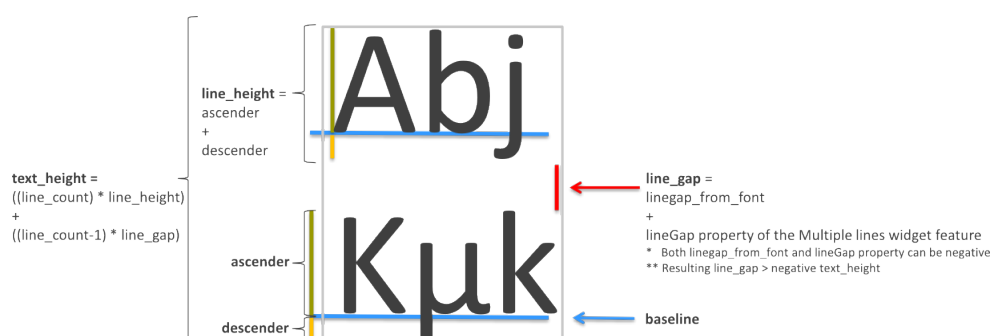 Abj
line_height =
ascender
+
descender
text_height =
((line_count) * line_height)
+
((line_count-1) * line_gap)
line_gap =
linegap_from_font
+
lineGap property of the Multiple lines widget feature
* Both linegap_from_font and lineGap property can be negative
** Resulting line_gap > negative text_height
Kμk
ascender
baseline
descender